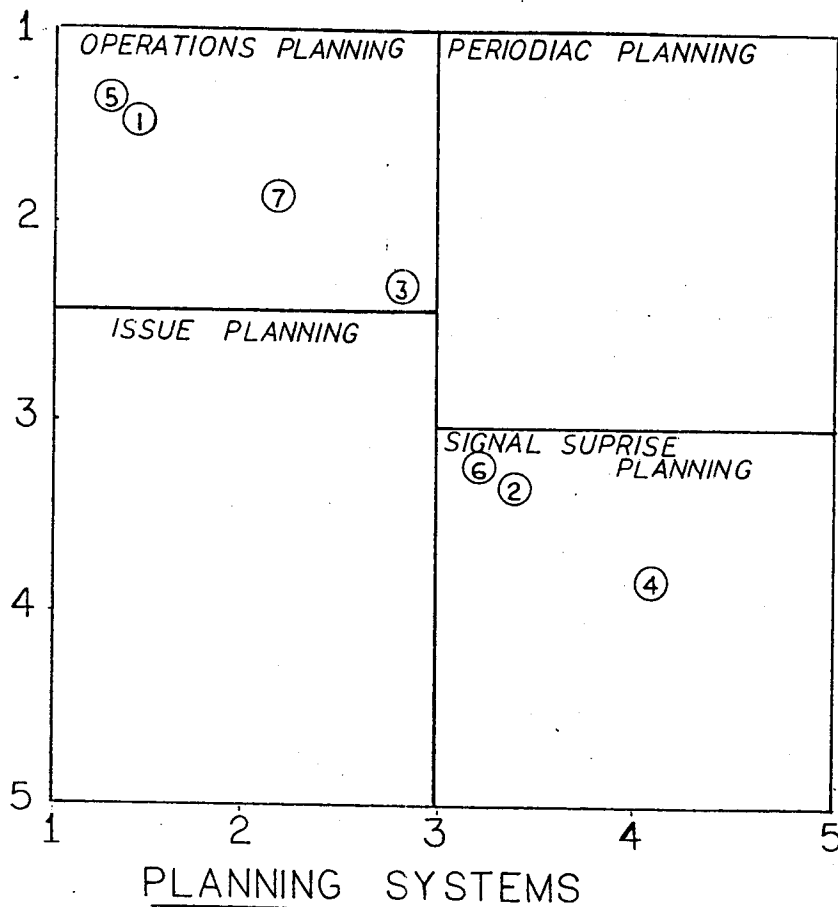 1
OPERATIONS PLANNING
PERIODIAC PLANNING
5
1
7
2
3
ISSUE PLANNING
3
SIGNAL SUPRISE
PLANNING
6
2
4
4
5
1 2 3 4 5
PLANNING SYSTEMS